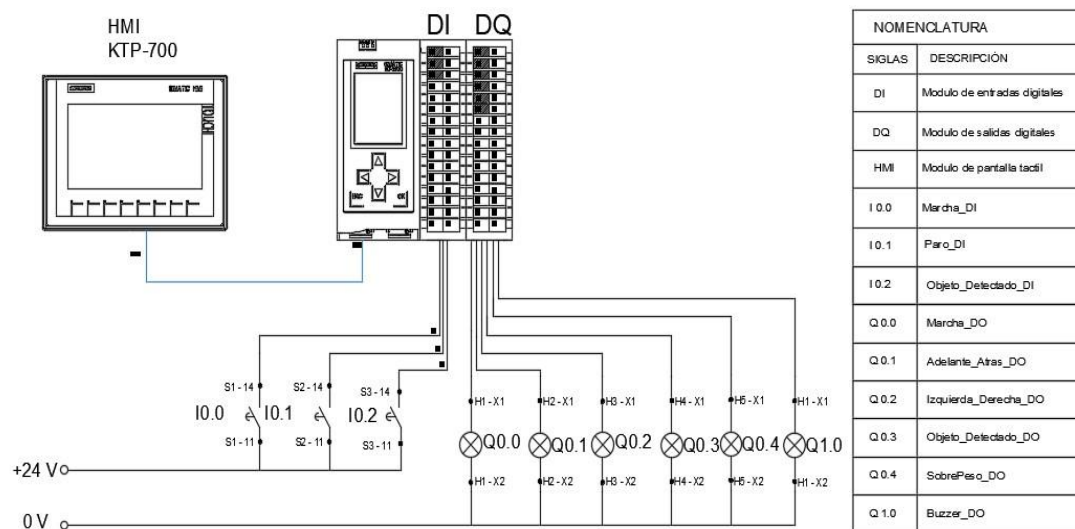 HMI
KTP-700
DI DQ
TOUCH
S1 - 14
S2 - 14
S3 - 14
I0.0
I0.1
I0.2
S1 - 11
S2 - 11
S3 - 11
+24 V
0 V
H1 - X1
H2 - X1
H3 - X1
H4 - X1
H5 - X1
H1 - X1
Q0.0
Q0.1
Q0.2
Q0.3
Q0.4
Q1.0
H1 - X2
H2 - X2
H3 - X2
H4 - X2
H5 - X2
H1 - X2
NOMENCLATURA
SIGLAS DESCRIPCIÓN
DI Modulo de entradas digitales
DQ Modulo de salidas digitales
HMI Modulo de pantalla tactil
I 0.0 Marcha_DI
I 0.1 Paro_DI
I 0.2 Objeto_Detectado_DI
Q 0.0 Marcha_DO
Q 0.1 Adelante_Atras_DO
Q 0.2 Izquierda_Derecha_DO
Q 0.3 Objeto_Detectado_DO
Q 0.4 SobrePeso_DO
Q 1.0 Buzzer_DO